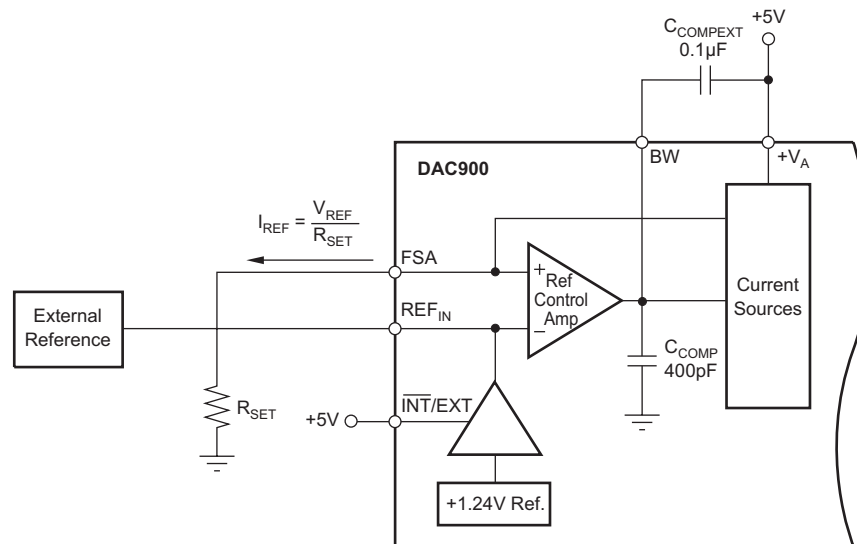 C_COMPEXT
0.1µF
+5V
BW
+V_A
DAC900
I_REF = V_REF / R_SET
FSA
REF_IN
+
Ref
Control
Amp
−
Current
Sources
External
Reference
C_COMP
400pF
R_SET
+5V
I̅N̅T̅/EXT
+1.24V Ref.